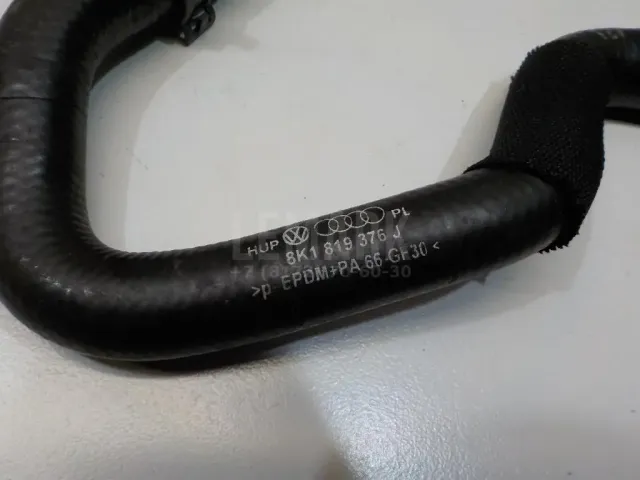 HUP PL
8K1 819 376 J
>p EPDM+PA 66 GF30<